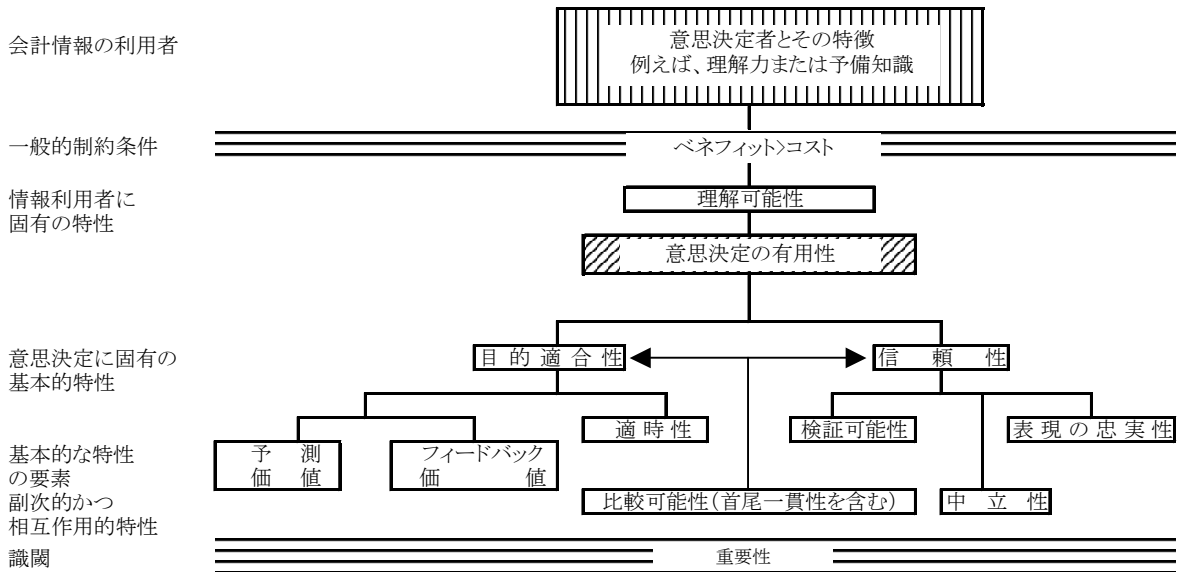 会計情報の利用者
意思決定者とその特徴
例えば、理解力または予備知識
一般的制約条件
ベネフィット>コスト
情報利用者に
固有の特性
理解可能性
意思決定の有用性
意思決定に固有の
基本的特性
目的適合性
信頼性
適時性
検証可能性
表現の忠実性
基本的な特性
の要素
予測
価値
フィードバック
価値
副次的かつ
相互作用的特性
比較可能性(首尾一貫性を含む)
中立性
識閾
重要性